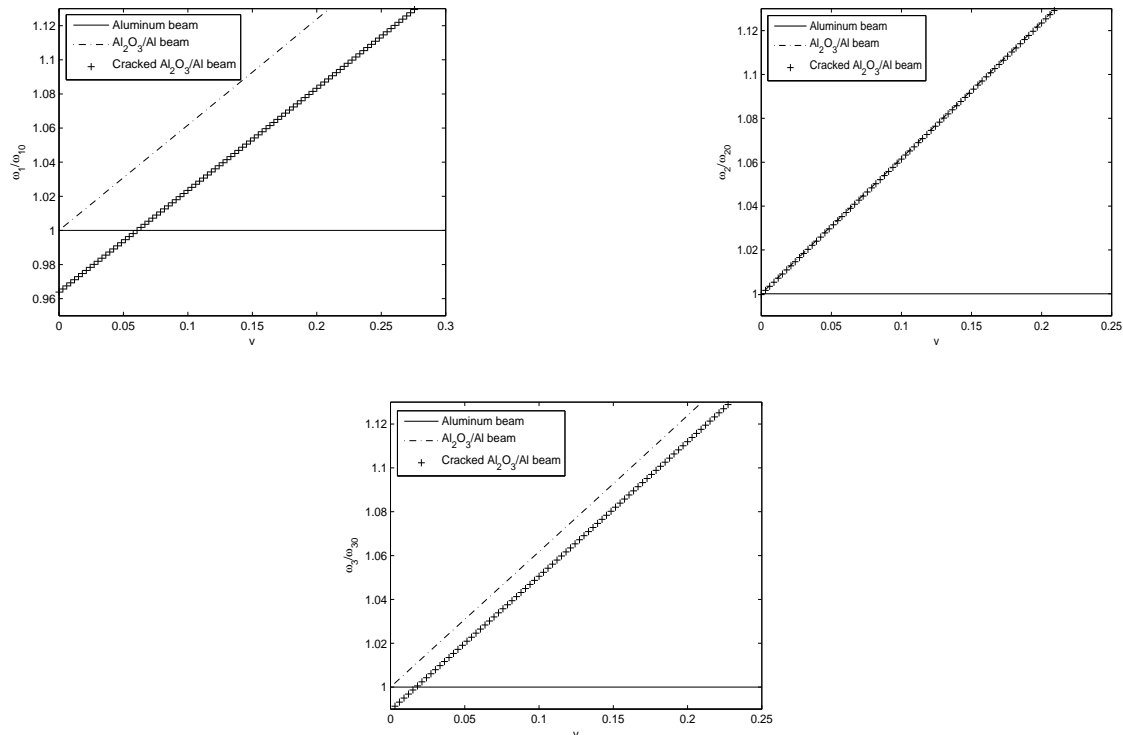 1.13
1.12
1.1
1.08
1.06
1.04
1.02
1
0.98
0.96
ω1/ω10
0
0.05
0.1
0.15
0.2
0.25
0.3
v
Aluminum beam
Al2O3/Al beam
Cracked Al2O3/Al beam
1.12
1.1
1.08
1.06
1.04
1.02
1
ω2/ω20
0
0.05
0.1
0.15
0.2
0.25
v
Aluminum beam
Al2O3/Al beam
Cracked Al2O3/Al beam
1.12
1.1
1.08
1.06
1.04
1.02
1
ω3/ω30
0
0.05
0.1
0.15
0.2
0.25
v
Aluminum beam
Al2O3/Al beam
Cracked Al2O3/Al beam